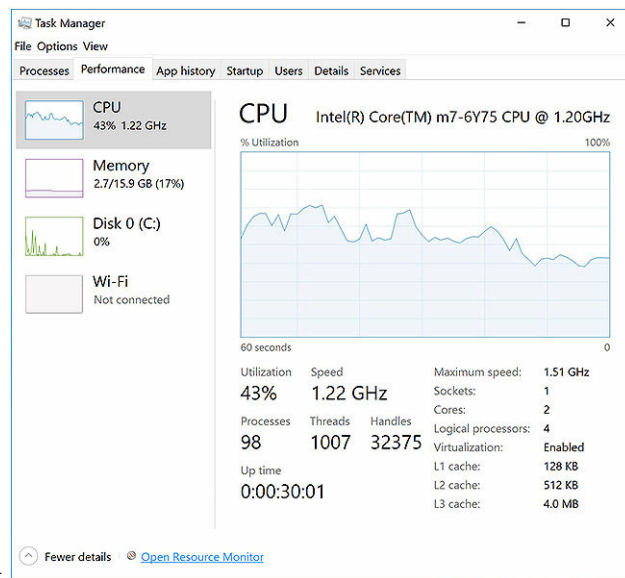 Task Manager
File Options View
Processes Performance App history Startup Users Details Services
CPU
43% 1.22 GHz
Memory
2.7/15.9 GB (17%)
Disk 0 (C:)
0%
Wi-Fi
Not connected
CPU Intel(R) Core(TM) m7-6Y75 CPU @ 1.20GHz
% Utilization 100%
60 seconds 0
Utilization Speed
43% 1.22 GHz
Processes Threads Handles
98 1007 32375
Up time
0:00:30:01
Maximum speed: 1.51 GHz
Sockets: 1
Cores: 2
Logical processors: 4
Virtualization: Enabled
L1 cache: 128 KB
L2 cache: 512 KB
L3 cache: 4.0 MB
Fewer details Open Resource Monitor